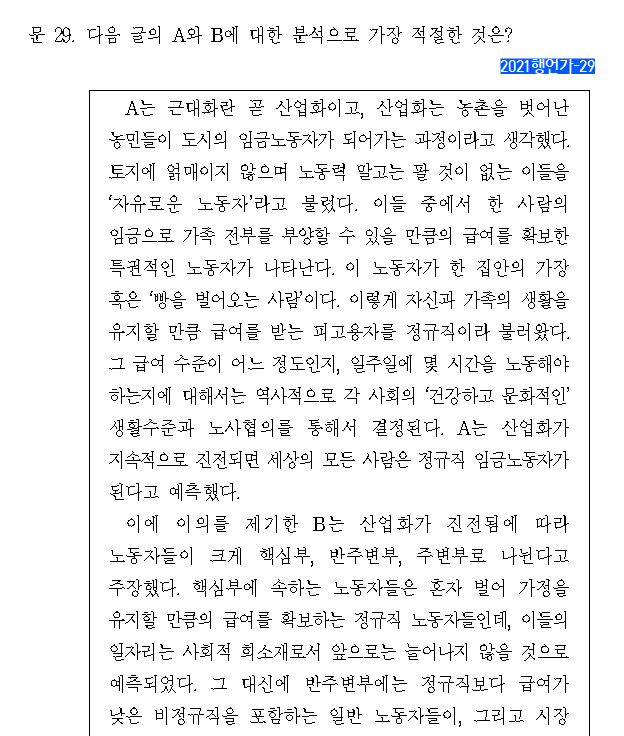 문 29. 다음 글의 A와 B에 대한 분석으로 가장 적절한 것은?
2021행언가-29
A는 근대화란 곧 산업화이고, 산업화는 농촌을 벗어난
농민들이 도시의 임금노동자가 되어가는 과정이라고 생각했다.
토지에 얽매이지 않으며 노동력 말고는 팔 것이 없는 이들을
‘자유로운 노동자’라고 불렀다. 이들 중에서 한 사람의
임금으로 가족 전부를 부양할 수 있을 만큼의 급여를 확보한
특권적인 노동자가 나타난다. 이 노동자가 한 집안의 가장
혹은 ‘빵을 벌어오는 사람’이다. 이렇게 자신과 가족의 생활을
유지할 만큼 급여를 받는 피고용자를 정규직이라 불러왔다.
그 급여 수준이 어느 정도인지, 일주일에 몇 시간을 노동해야
하는지에 대해서는 역사적으로 각 사회의 ‘건강하고 문화적인’
생활수준과 노사협의를 통해서 결정된다. A는 산업화가
지속적으로 진전되면 세상의 모든 사람은 정규직 임금노동자가
된다고 예측했다.
이에 이의를 제기한 B는 산업화가 진전됨에 따라
노동자들이 크게 핵심부, 반주변부, 주변부로 나뉜다고
주장했다. 핵심부에 속하는 노동자들은 혼자 벌어 가정을
유지할 만큼의 급여를 확보하는 정규직 노동자들인데, 이들의
일자리는 사회적 희소재로서 앞으로는 늘어나지 않을 것으로
예측되었다. 그 대신에 반주변부에는 정규직보다 급여가
낮은 비정규직을 포함하는 일반 노동자들이, 그리고 시장